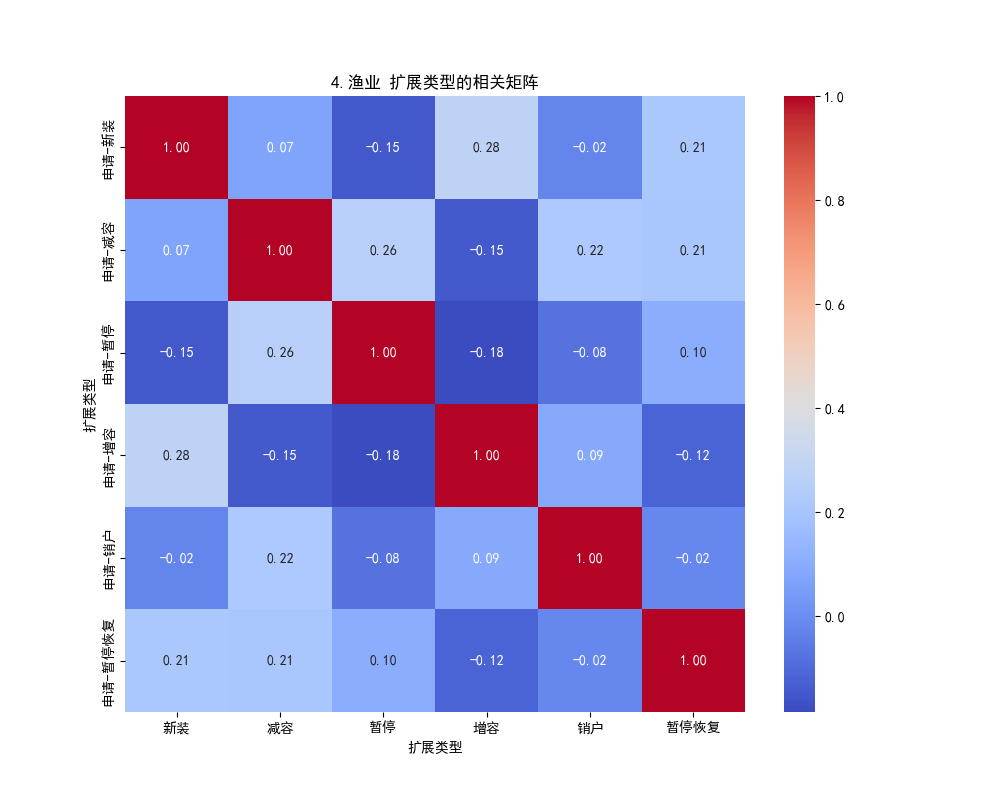 4.渔业 扩展类型的相关矩阵
申请-新装 1.00 0.07 -0.15 0.28 -0.02 0.21
申请-减容 0.07 1.00 0.26 -0.15 0.22 0.21
申请-暂停 -0.15 0.26 1.00 -0.18 -0.08 0.10
申请-增容 0.28 -0.15 -0.18 1.00 0.09 -0.12
申请-销户 -0.02 0.22 -0.08 0.09 1.00 -0.02
申请-暂停恢复 0.21 0.21 0.10 -0.12 -0.02 1.00
扩展类型
新装 减容 暂停 增容 销户 暂停恢复
扩展类型
1.0
0.8
0.6
0.4
0.2
0.0